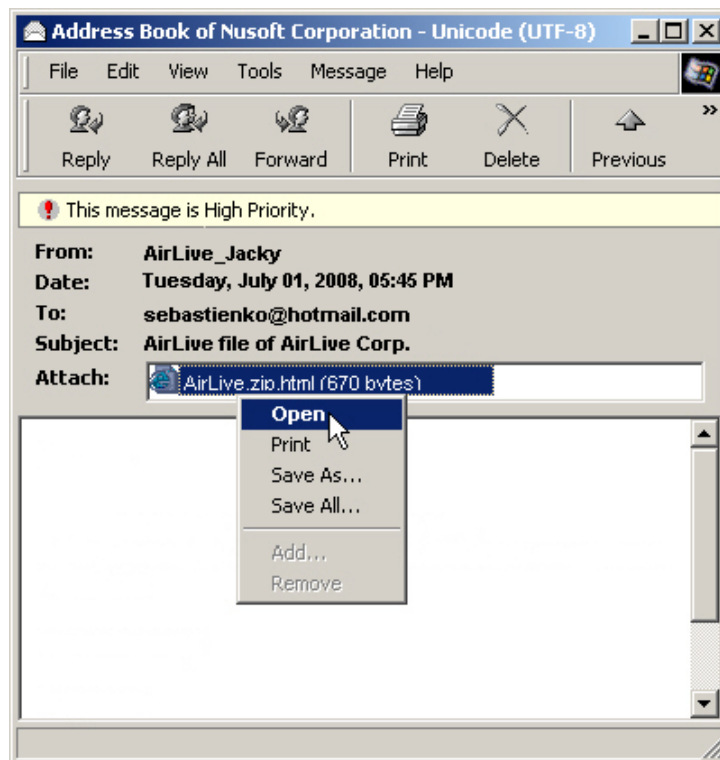 Address Book of Nusoft Corporation - Unicode (UTF-8)
File Edit View Tools Message Help
Reply Reply All Forward Print Delete Previous »
This message is High Priority.
From: AirLive_Jacky
Date: Tuesday, July 01, 2008, 05:45 PM
To: sebastienko@hotmail.com
Subject: AirLive file of AirLive Corp.
Attach: AirLive.zip.html (670 bytes)
Open
Print
Save As...
Save All...
Add...
Remove